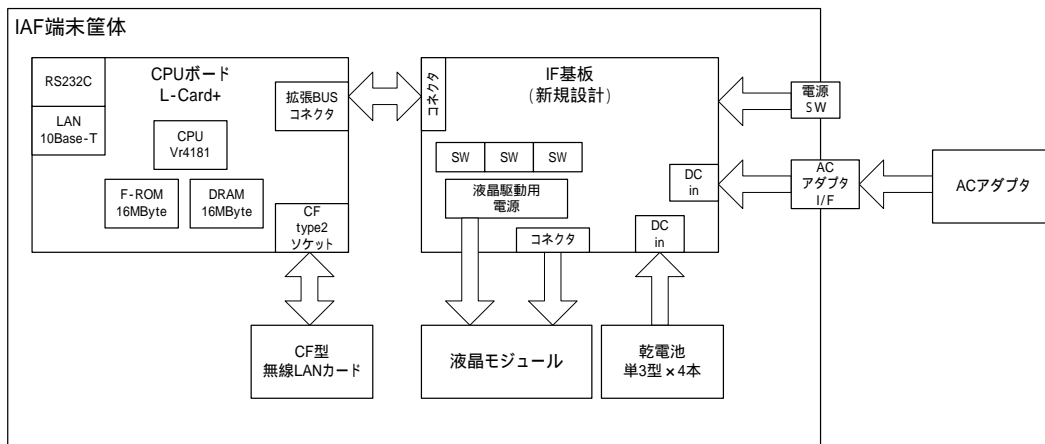 IAF端末筐体
CPUボード
L-Card+
RS232C
LAN
10Base-T
CPU
Vr4181
F-ROM
16MByte
DRAM
16MByte
拡張BUS
コネクタ
CF
type2
ソケット
コネクタ
IF基板
(新規設計)
SW
SW
SW
液晶駆動用
電源
コネクタ
DC
in
DC
in
電源
SW
AC
アダプタ
I/F
ACアダプタ
CF型
無線LANカード
液晶モジュール
乾電池
単3型×4本